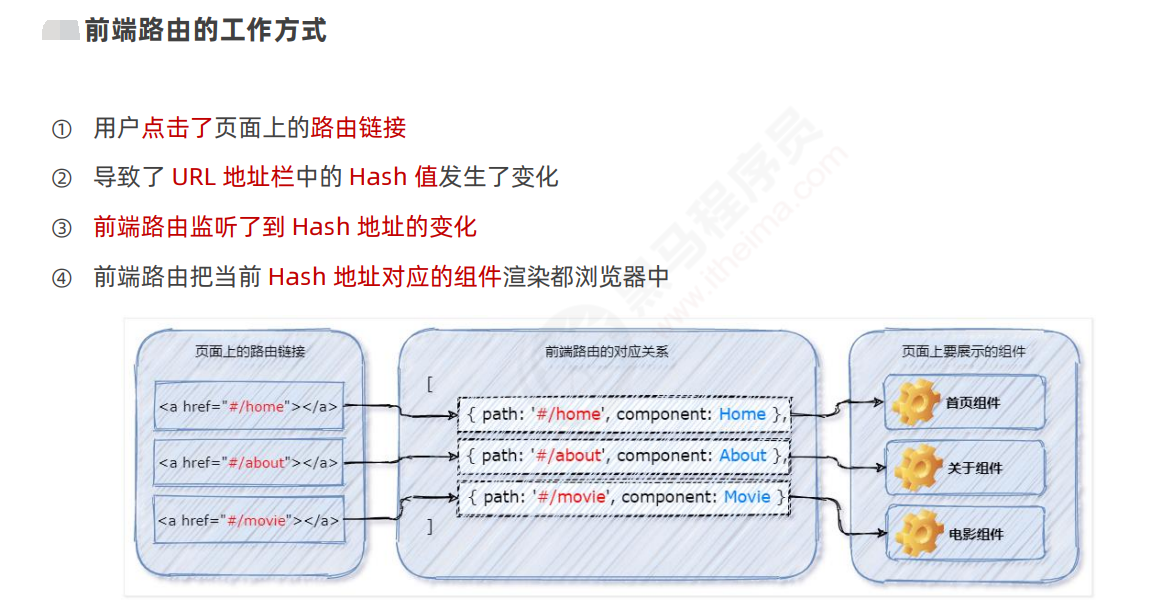 前端路由的工作方式
① 用户点击了页面上的路由链接
② 导致了 URL 地址栏中的 Hash 值发生了变化
③ 前端路由监听了到 Hash 地址的变化
④ 前端路由把当前 Hash 地址对应的组件渲染都浏览器中
黑马程序员
www.itheima.com
页面上的路由链接
<a href="#/home"></a>
<a href="#/about"></a>
<a href="#/movie"></a>
前端路由的对应关系
[
{ path: '#/home', component: Home },
{ path: '#/about', component: About },
{ path: '#/movie', component: Movie }
]
页面上要展示的组件
首页组件
关于组件
电影组件